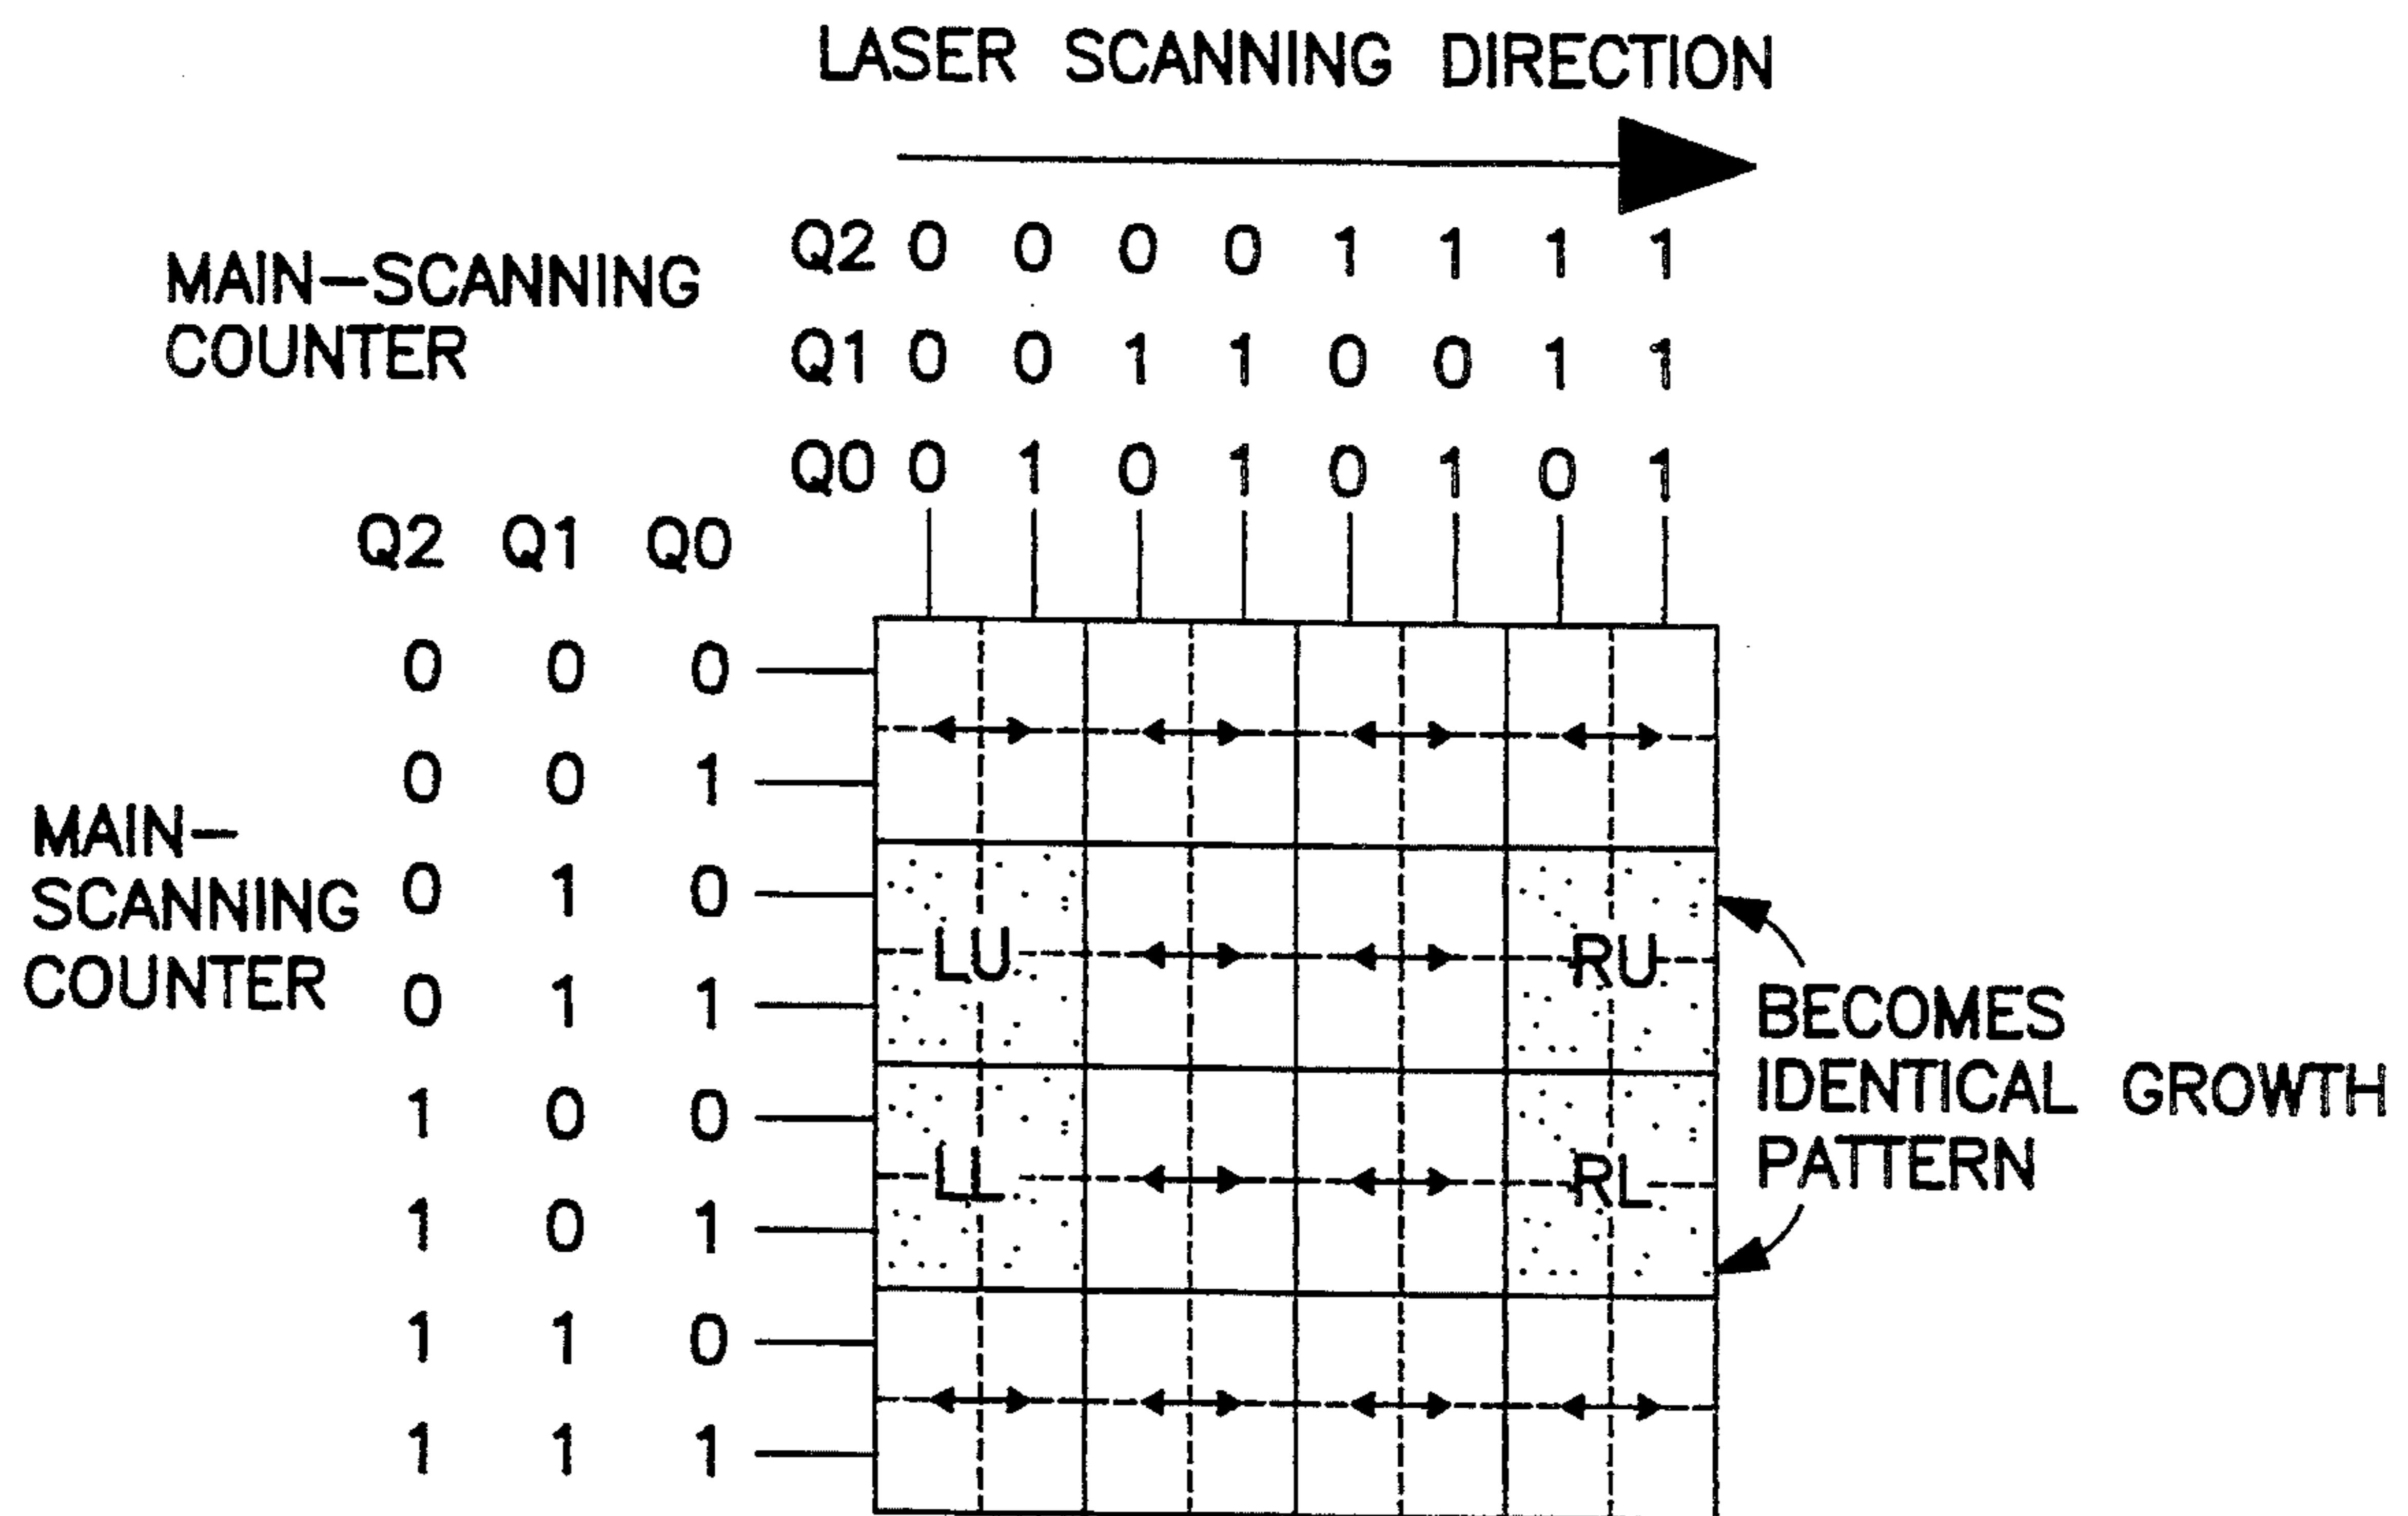 LASER SCANNING DIRECTION
MAIN-SCANNING
COUNTER
Q2 0 0 0 0 1 1 1 1
Q1 0 0 1 1 0 0 1 1
Q0 0 1 0 1 0 1 0 1
Q2 Q1 Q0
0 0 0
0 0 1
0 1 0
0 1 1
1 0 0
1 0 1
1 1 0
1 1 1
MAIN-
SCANNING
COUNTER
LU
RU
LL
RL
BECOMES
IDENTICAL GROWTH
PATTERN